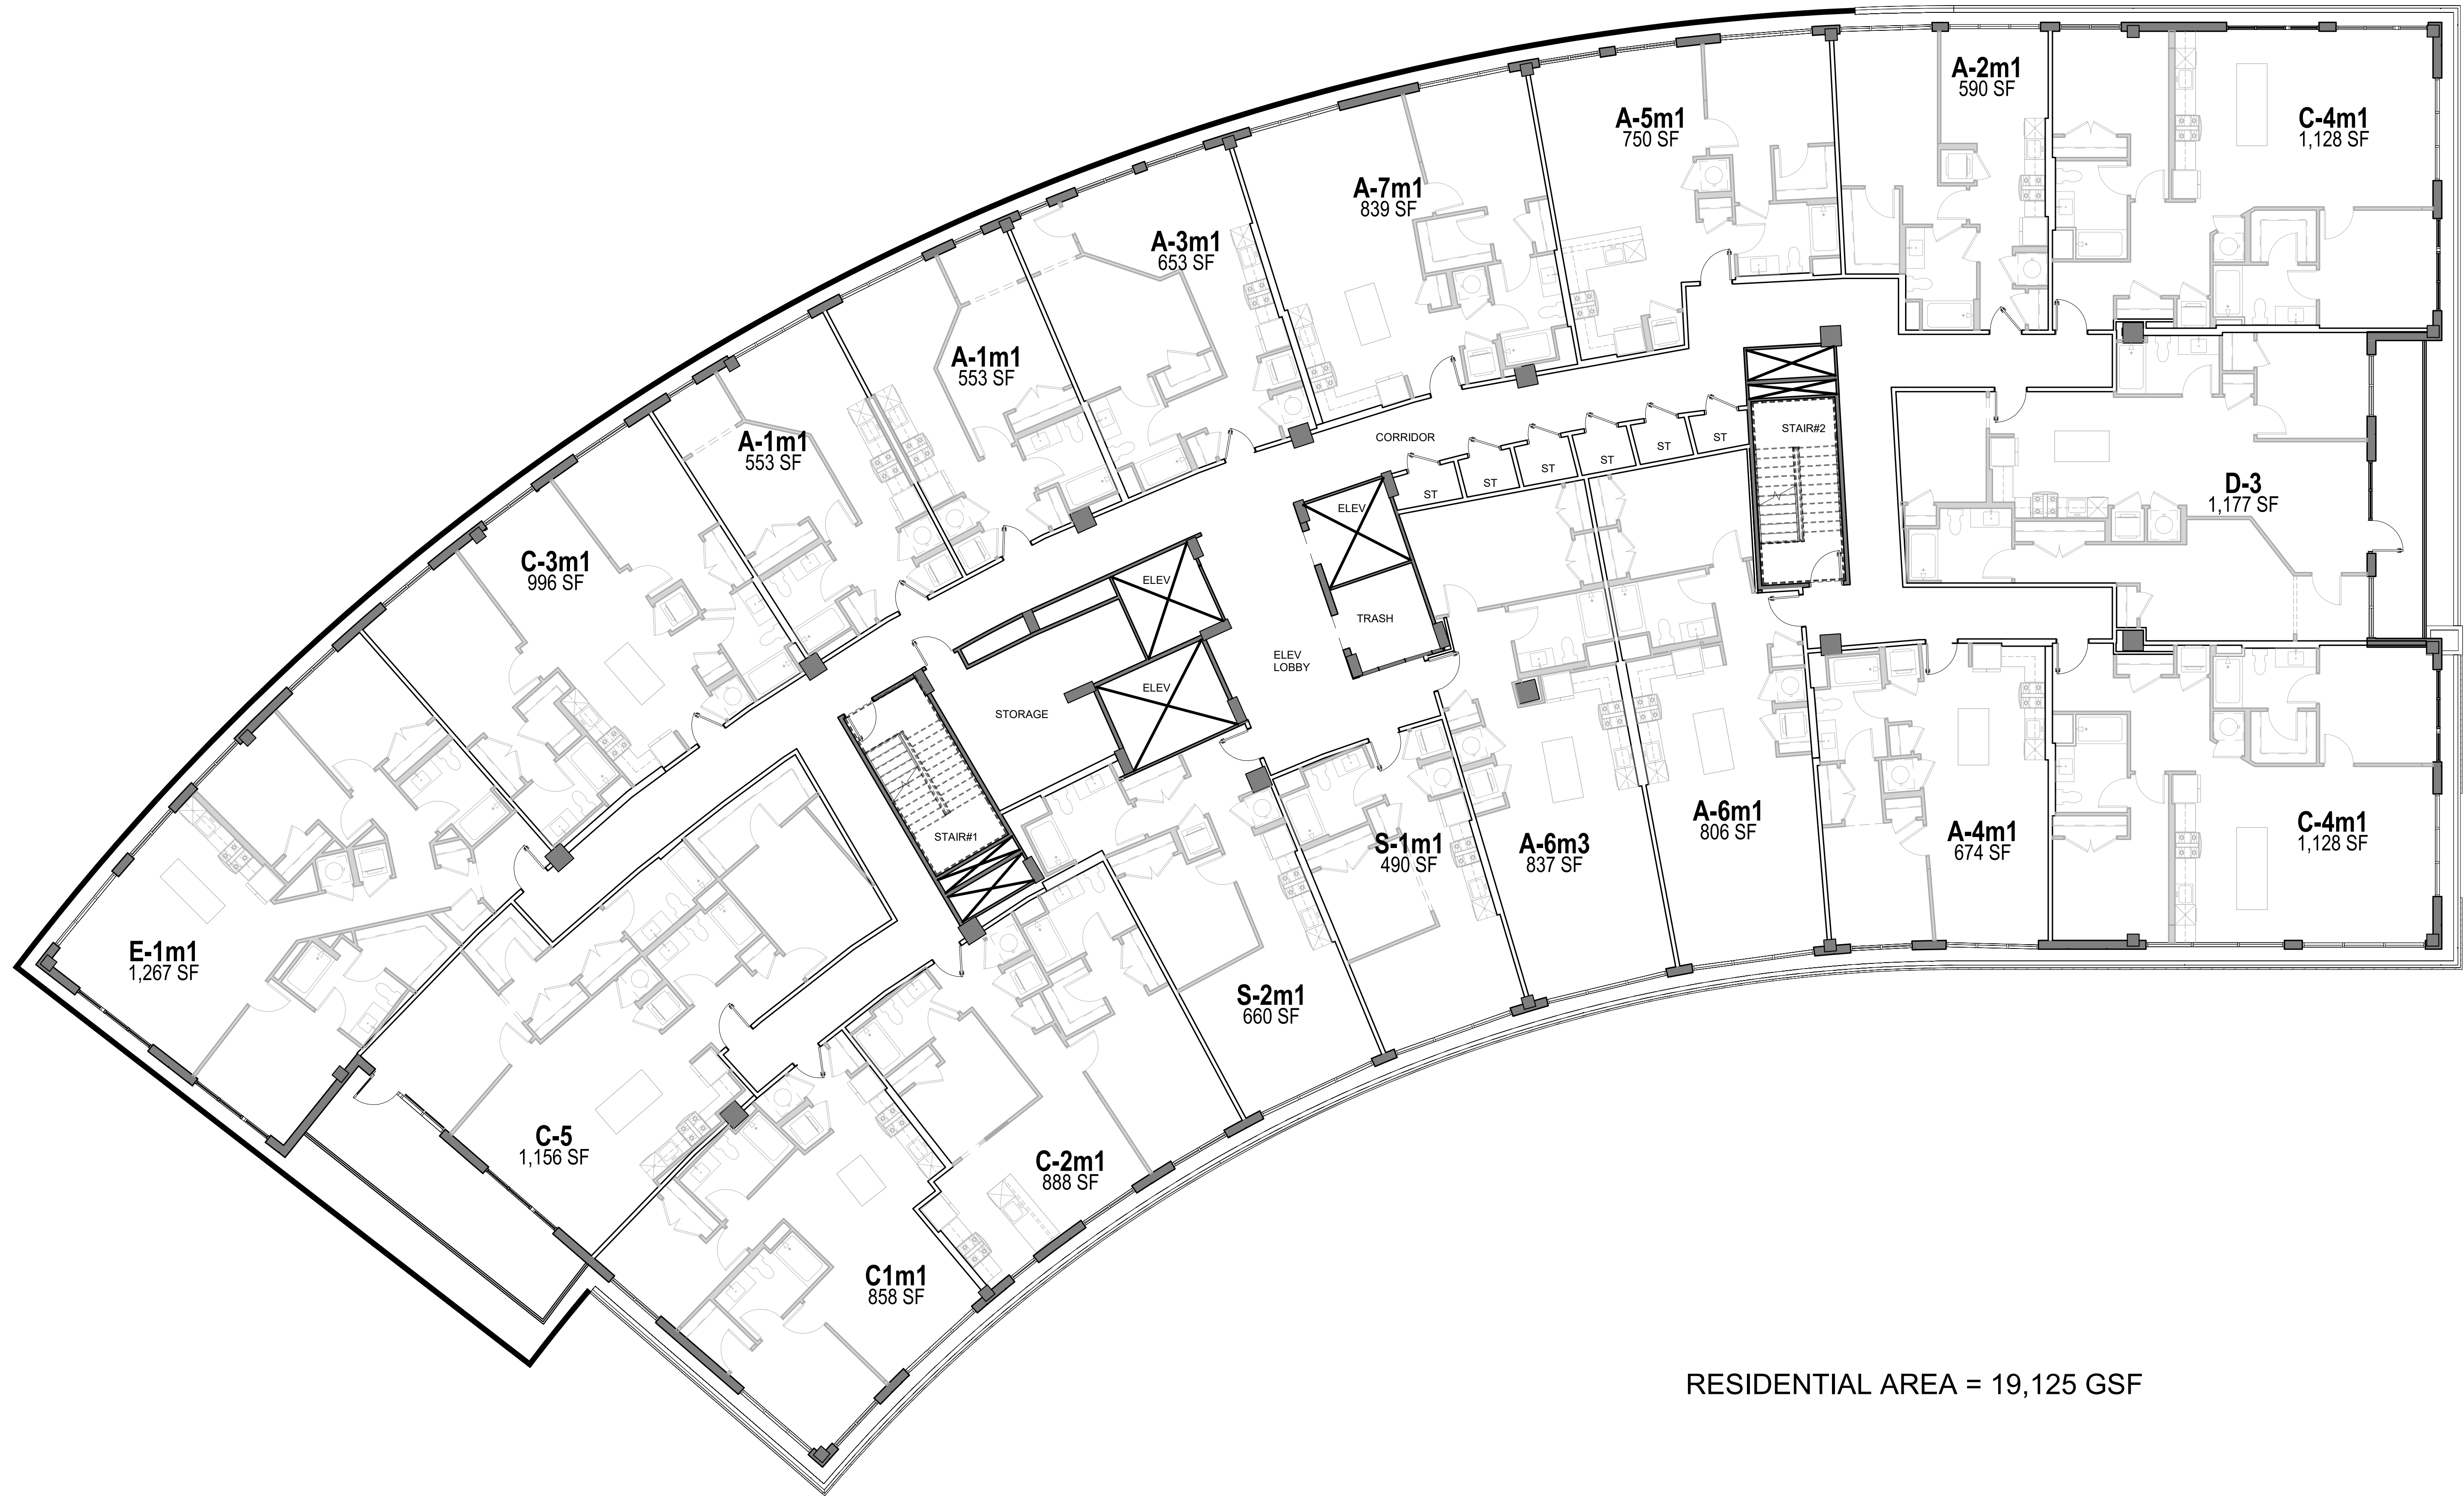 A-2m1
590 SF
C-4m1
1,128 SF
A-5m1
750 SF
A-7m1
839 SF
A-3m1
653 SF
A-1m1
553 SF
A-1m1
553 SF
C-3m1
996 SF
CORRIDOR
ST
ST
ST
ST
ST
ST
STAIR#2
D-3
1,177 SF
ELEV
ELEV
TRASH
ELEV
LOBBY
ELEV
STORAGE
STAIR#1
E-1m1
1,267 SF
S-1m1
490 SF
A-6m3
837 SF
A-6m1
806 SF
A-4m1
674 SF
C-4m1
1,128 SF
S-2m1
660 SF
C-5
1,156 SF
C-2m1
888 SF
C1m1
858 SF
RESIDENTIAL AREA = 19,125 GSF